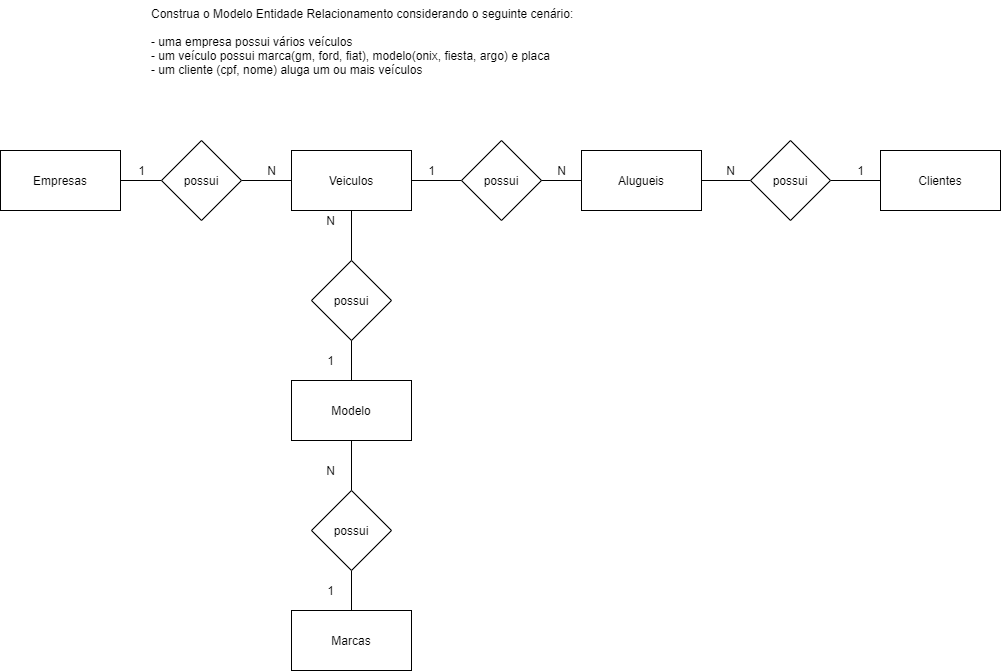 Construa o Modelo Entidade Relacionamento considerando o seguinte cenário:
- uma empresa possui vários veículos
- um veículo possui marca(gm, ford, fiat), modelo(onix, fiesta, argo) e placa
- um cliente (cpf, nome) aluga um ou mais veículos
Empresas 1 possui N Veiculos 1 possui N Alugueis N possui 1 Clientes
N
possui
1
Modelo
N
possui
1
Marcas